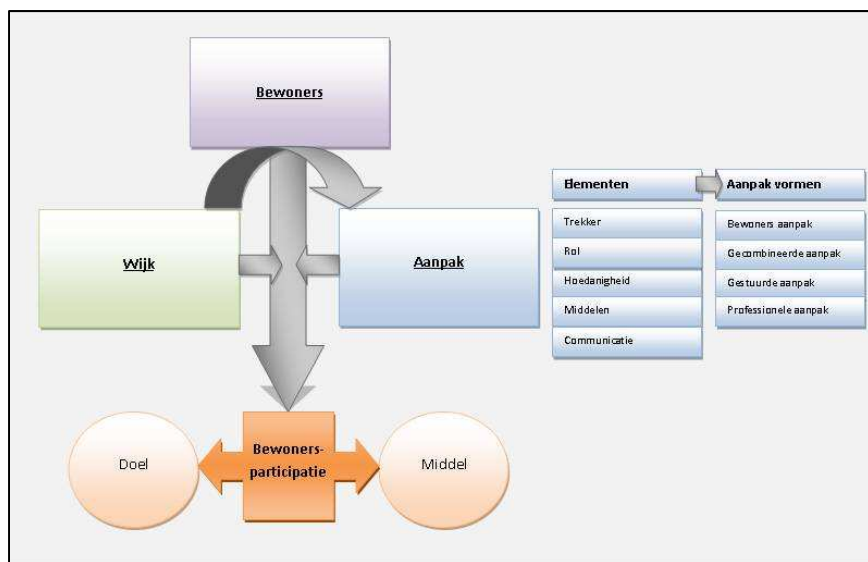 Bewoners
Wijk
Aanpak
Elementen
Aanpak vormen
Trekker
Rol
Hoedanigheid
Middelen
Communicatie
Bewoners aanpak
Gecombineerde aanpak
Gestuurde aanpak
Professionele aanpak
Doel
Bewoners-
participatie
Middel